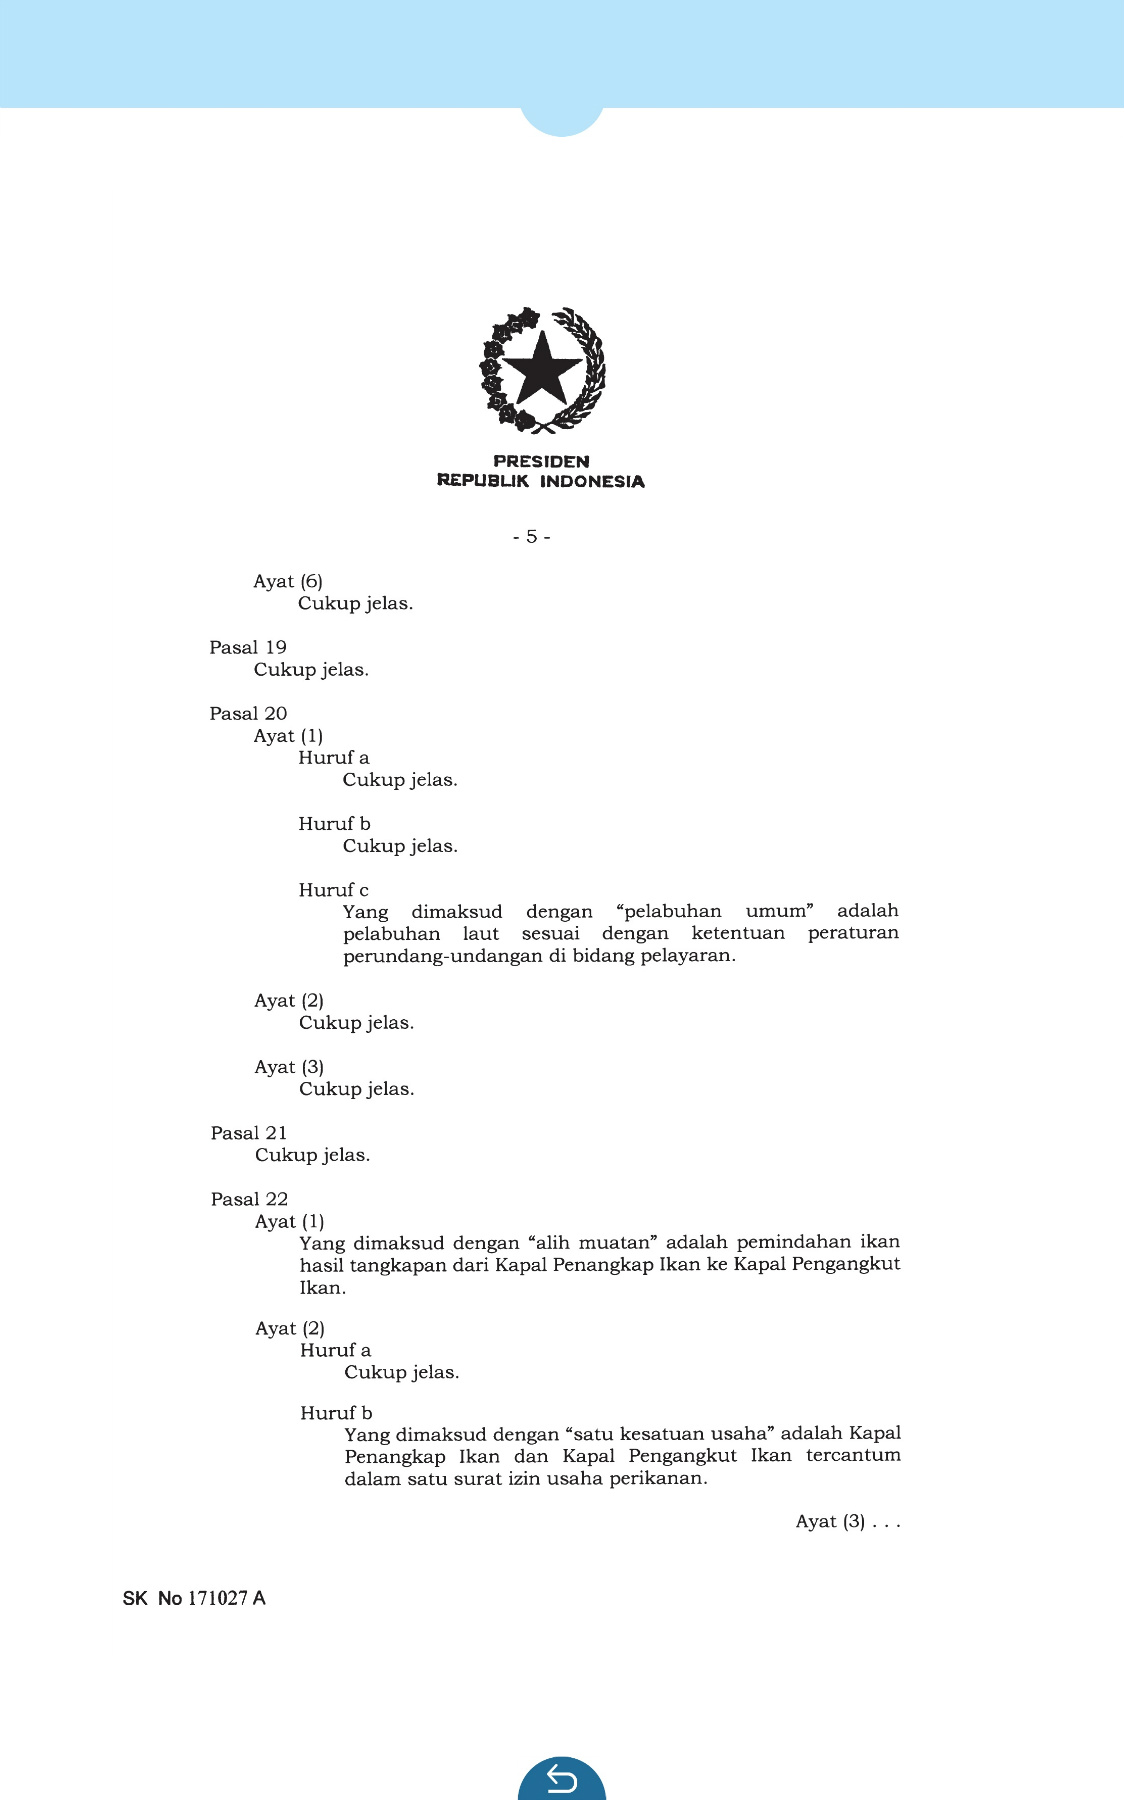 PRESIDEN
REPUBLIK INDONESIA
- 5 -
Ayat (6)
Cukup jelas.
Pasal 19
Cukup jelas.
Pasal 20
Ayat (1)
Huruf a
Cukup jelas.
Huruf b
Cukup jelas.
Huruf c
Yang dimaksud dengan “pelabuhan umum” adalah
pelabuhan laut sesuai dengan ketentuan peraturan
perundang-undangan di bidang pelayaran.
Ayat (2)
Cukup jelas.
Ayat (3)
Cukup jelas.
Pasal 21
Cukup jelas.
Pasal 22
Ayat (1)
Yang dimaksud dengan “alih muatan” adalah pemindahan ikan
hasil tangkapan dari Kapal Penangkap Ikan ke Kapal Pengangkut
Ikan.
Ayat (2)
Huruf a
Cukup jelas.
Huruf b
Yang dimaksud dengan “satu kesatuan usaha” adalah Kapal
Penangkap Ikan dan Kapal Pengangkut Ikan tercantum
dalam satu surat izin usaha perikanan.
Ayat (3) . . .
SK No 171027 A